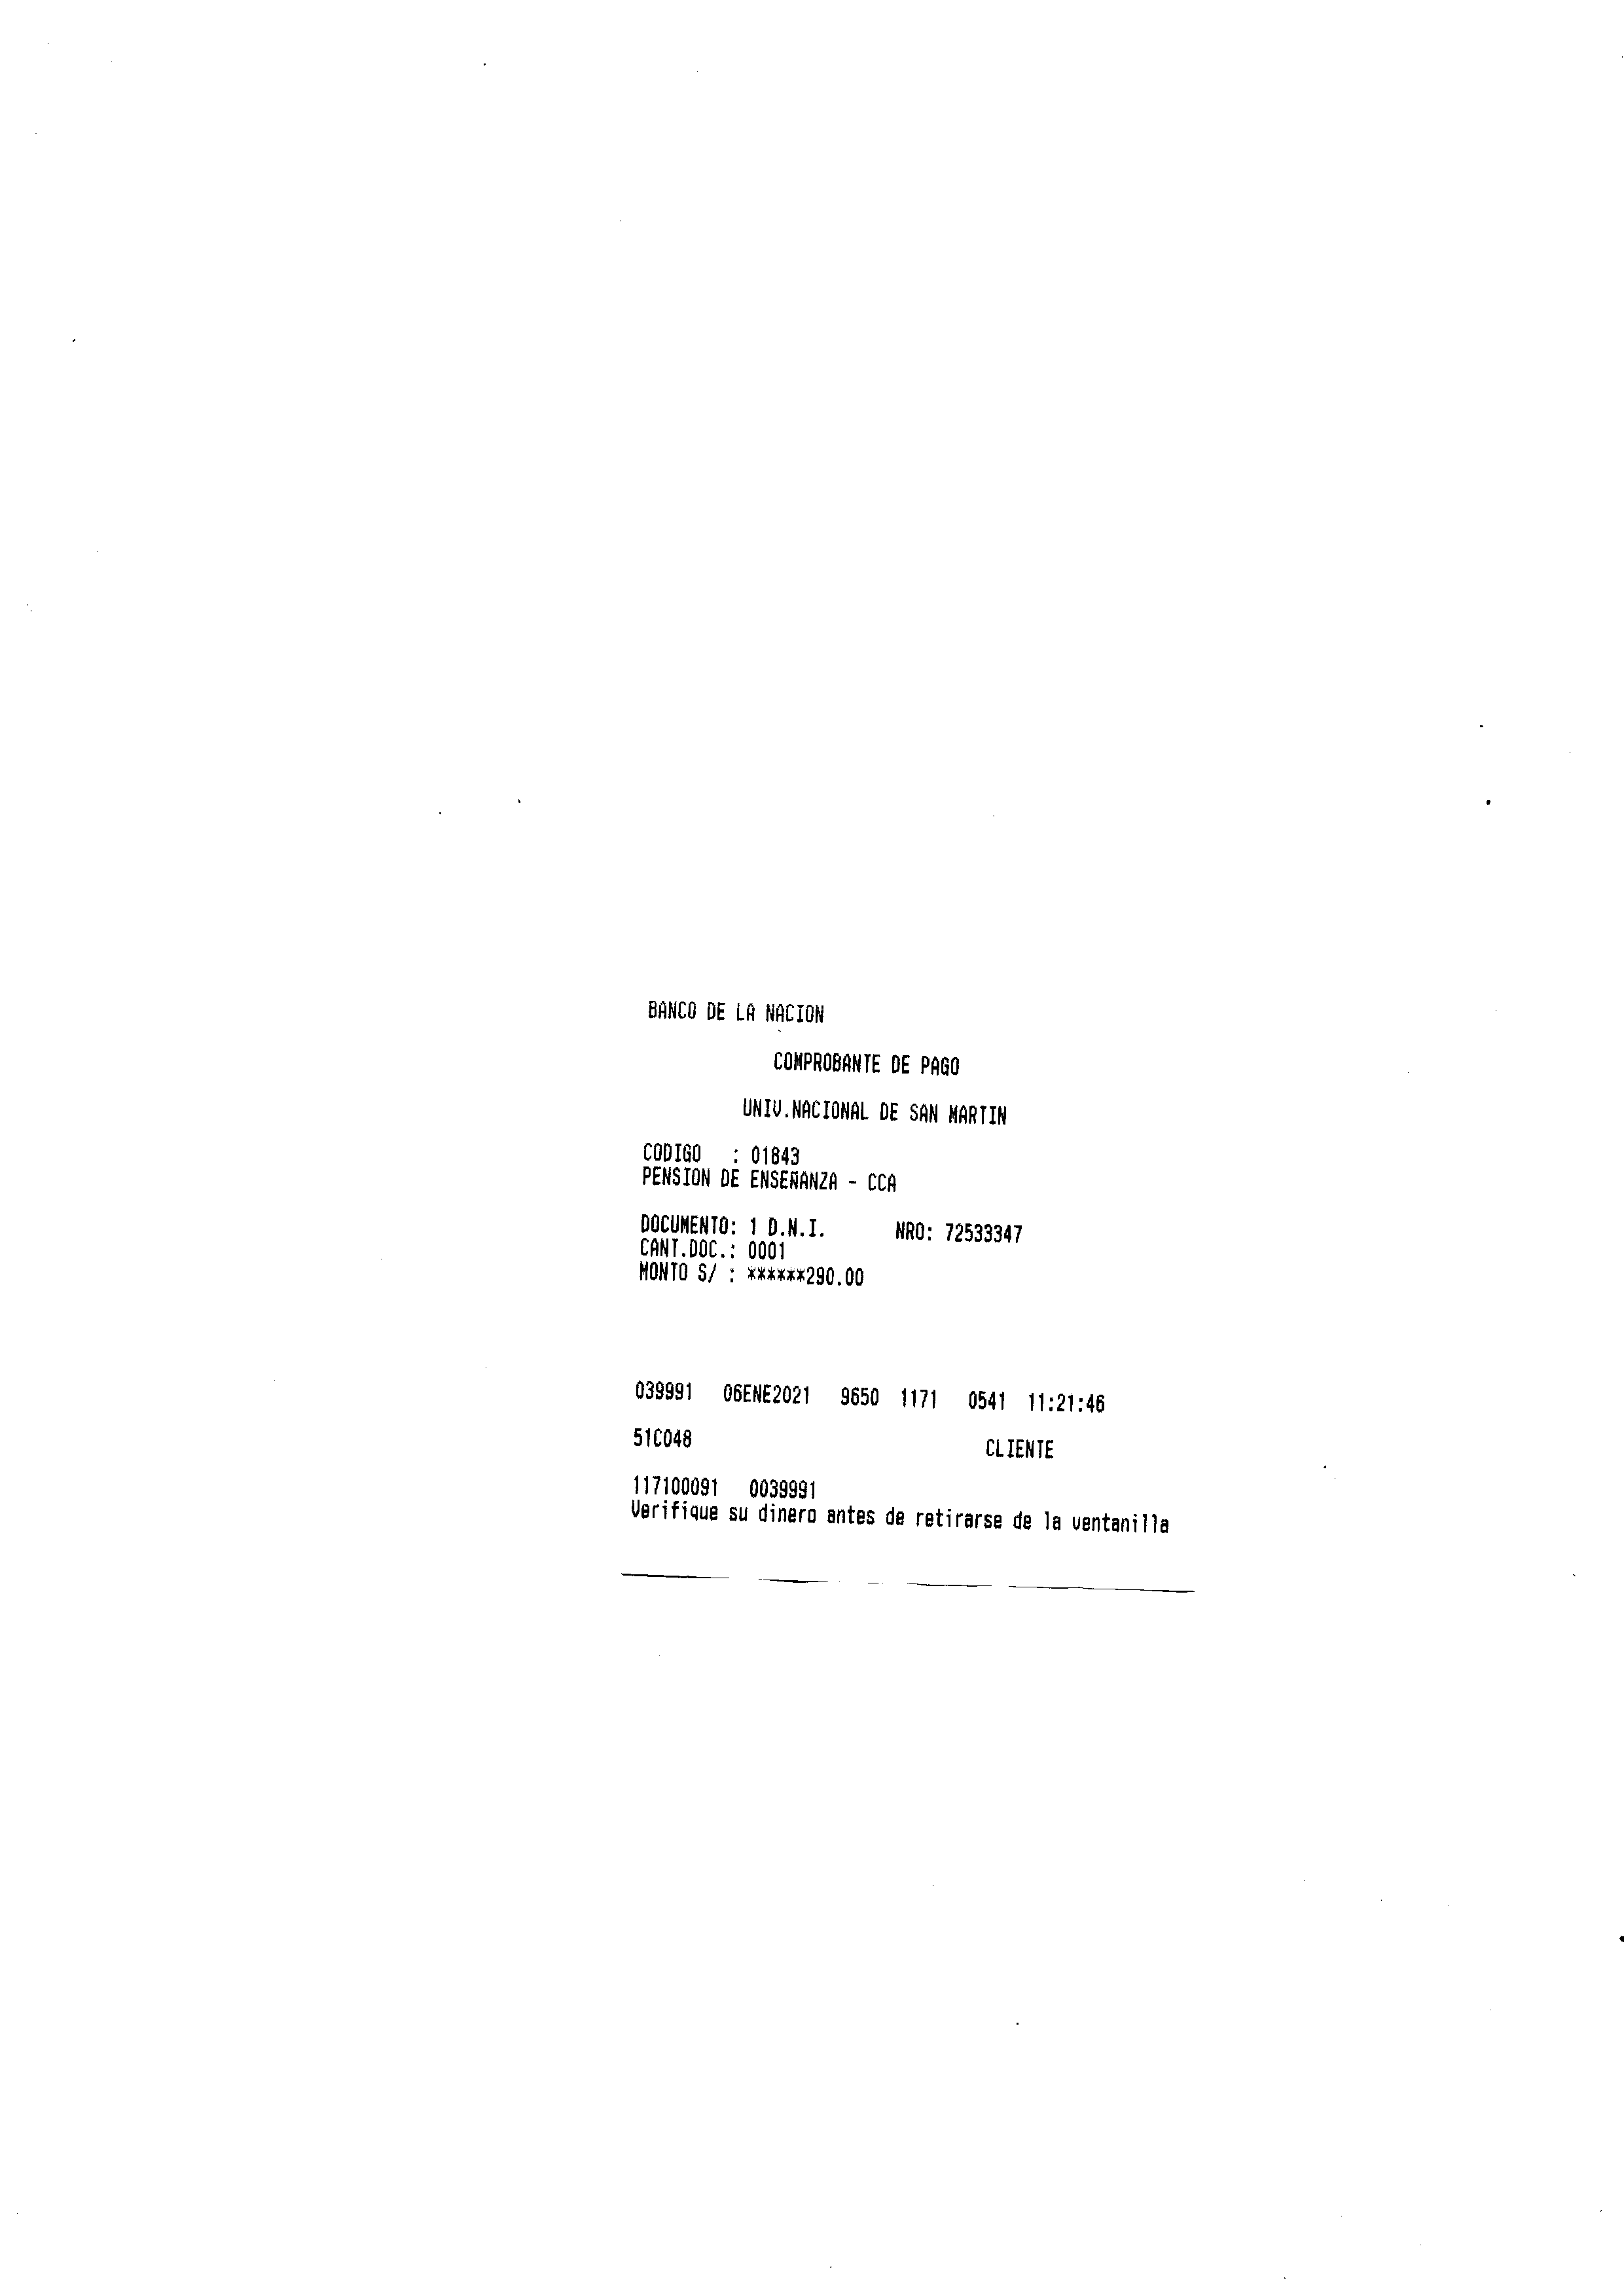 BANCO DE LA NACION
COMPROBANTE DE PAGO
UNIV.NACIONAL DE SAN MARTIN
CODIGO : 01843
PENSION DE ENSEÑANZA - CCA
DOCUMENTO: 1 D.N.I. NRO: 72533347
CANT.DOC.: 0001
MONTO S/ : ******290.00
039991 06ENE2021 9650 1171 0541 11:21:46
51C048 CLIENTE
117100091 0039991
Verifique su dinero antes de retirarse de la ventanilla